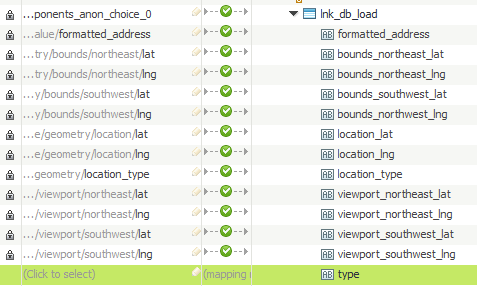 ...ponents_anon_choice_0 lnk_db_load
...alue/formatted_address formatted_address
...try/bounds/northeast/lat bounds_northeast_lat
...try/bounds/northeast/lng bounds_northeast_lng
...y/bounds/southwest/lat bounds_southwest_lat
...y/bounds/southwest/lng bounds_northwest_lng
...e/geometry/location/lat location_lat
...e/geometry/location/lng location_lng
...geometry/location_type location_type
.../viewport/northeast/lat viewport_northeast_lat
.../viewport/northeast/lng viewport_northeast_lng
.../viewport/southwest/lat viewport_southwest_lat
.../viewport/southwest/lng viewport_southwest_lng
(Click to select) (mapping type